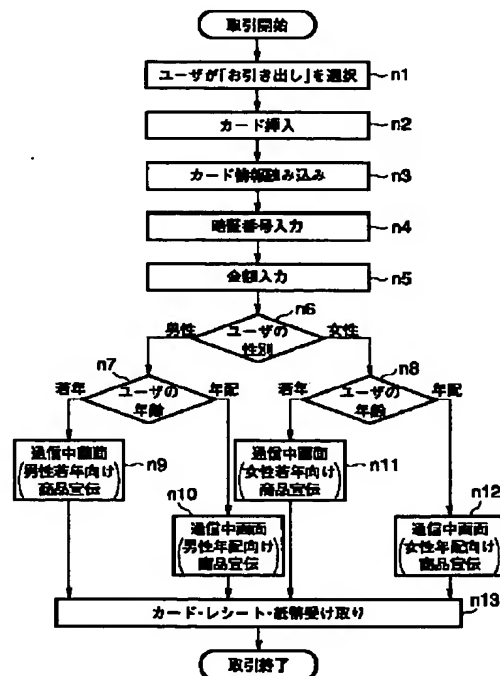 取引開始
ユーザが「お引き出し」を選択
n1
カード挿入
n2
カード情報読み込み
n3
暗証番号入力
n4
金額入力
n5
n6
男性
ユーザの
性別
女性
n7
若年
ユーザの
年齢
年配
n8
若年
ユーザの
年齢
年配
通信中画面
男性若年向け
商品宣伝
n9
通信中画面
女性若年向け
商品宣伝
n11
n10
通信中画面
男性年配向け
商品宣伝
n12
通信中画面
女性年配向け
商品宣伝
カード・レシート・紙幣受け取り
n13
取引終了